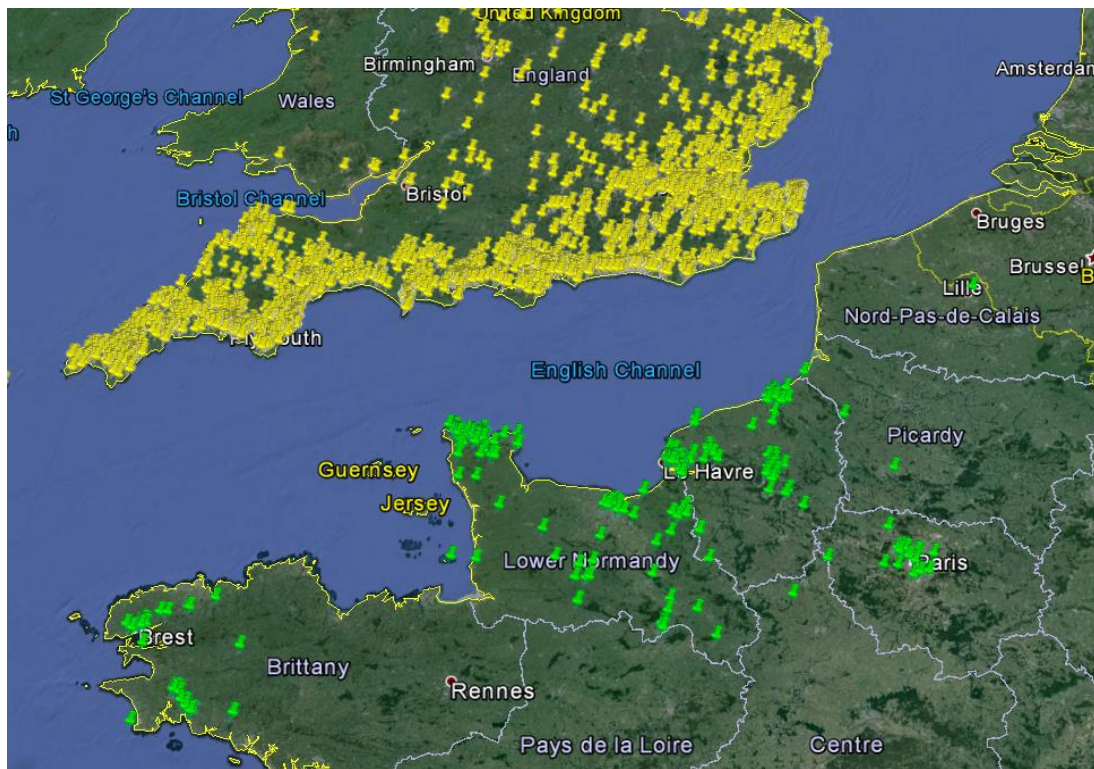 United Kingdom
Birmingham
England
Amsterdam
St George's Channel
Wales
h
Bristol Channel
Bristol
Bruges
Brussel
B
Lille
Nord-Pas-de-Calais
Plymouth
English Channel
Picardy
Guernsey
Le Havre
Jersey
Lower Normandy
Paris
Brest
Brittany
Rennes
Pays de la Loire
Centre